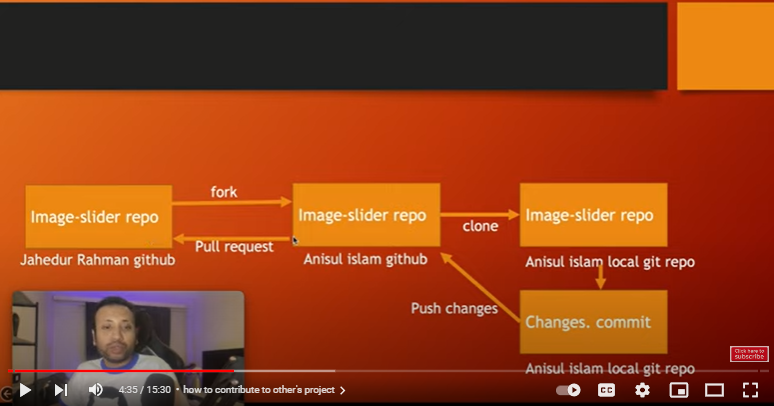 fork
Image-slider repo
Image-slider repo
Image-slider repo
clone
Pull request
Jahedur Rahman github
Anisul islam github
Anisul islam local git repo
Push changes
Changes. commit
Click here to
subscribe
Anisul islam local git repo
4:35 / 15:30 • how to contribute to other's project
CC